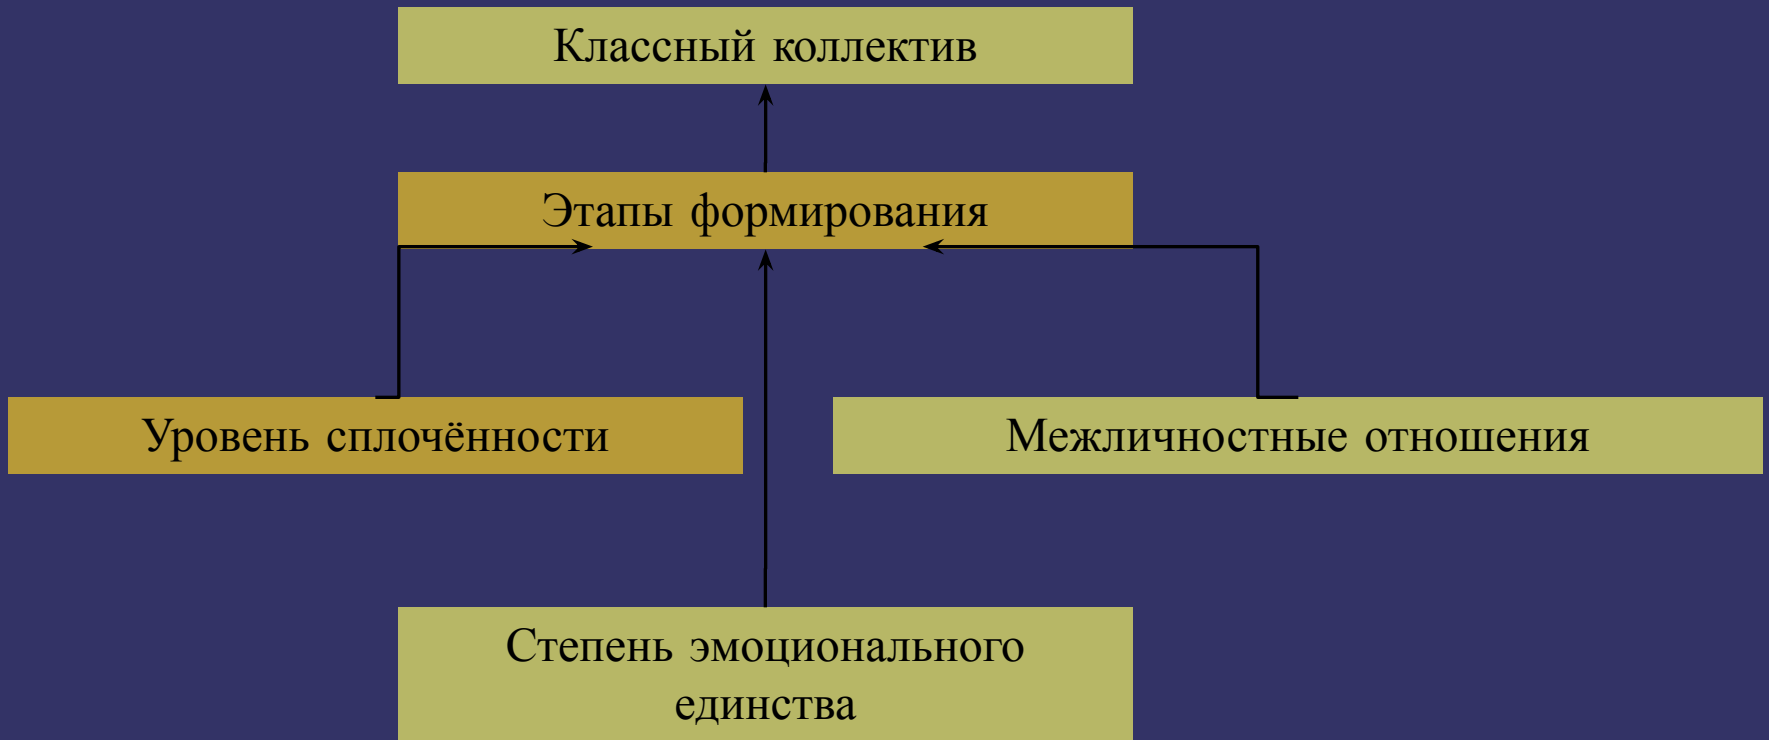 Классный коллектив
Этапы формирования
Уровень сплочённости
Межличностные отношения
Степень эмоционального
единства